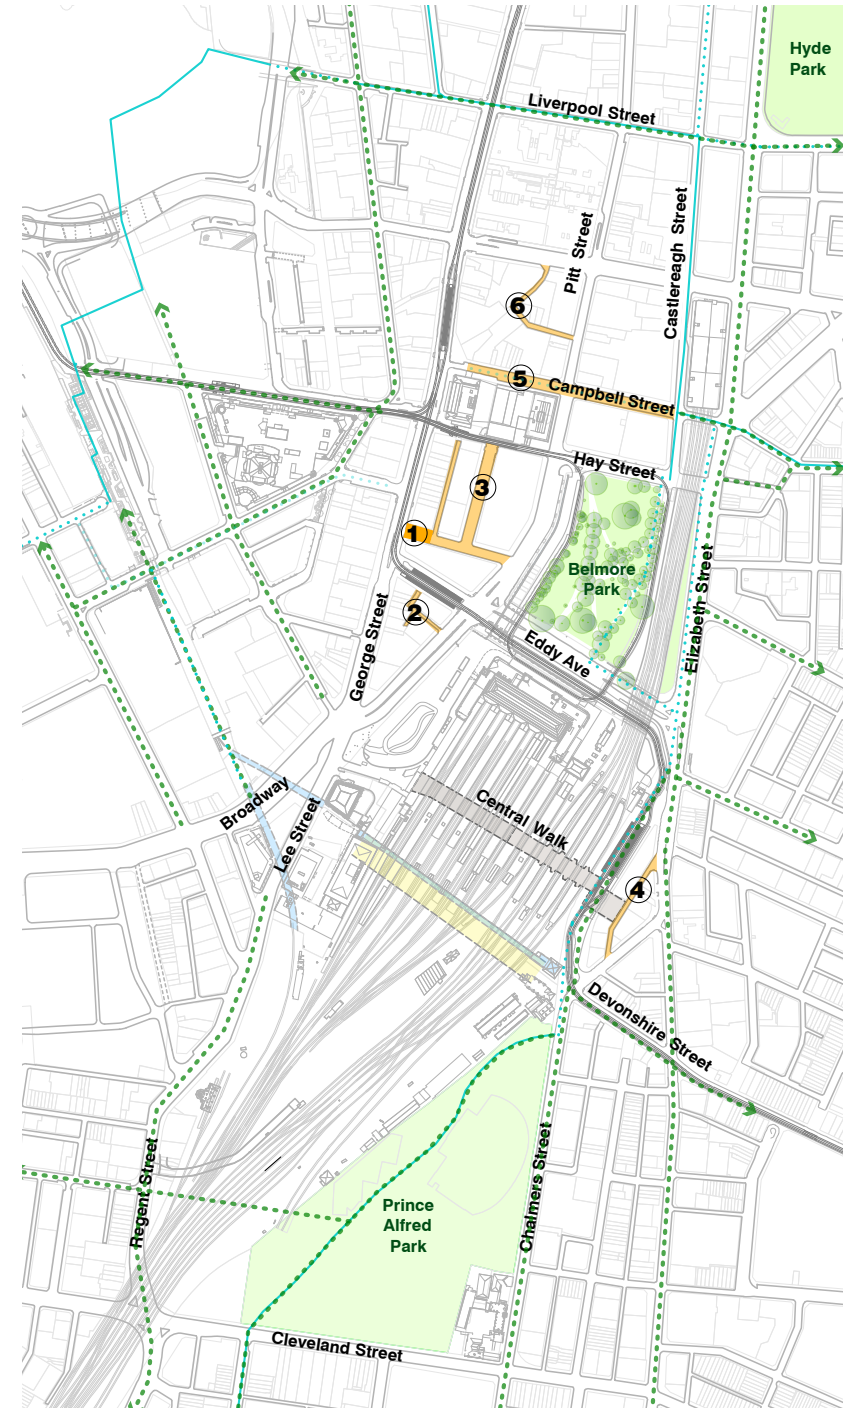 Hyde
Park
Liverpool Street
Castlereagh Street
Pitt Street
6
5
Campbell Street
Hay Street
3
1
Belmore
Park
2
Elizabeth Street
George Street
Eddy Ave
Broadway
Lee Street
Central Walk
4
Devonshire Street
Regent Street
Chalmers Street
Prince
Alfred
Park
Cleveland Street